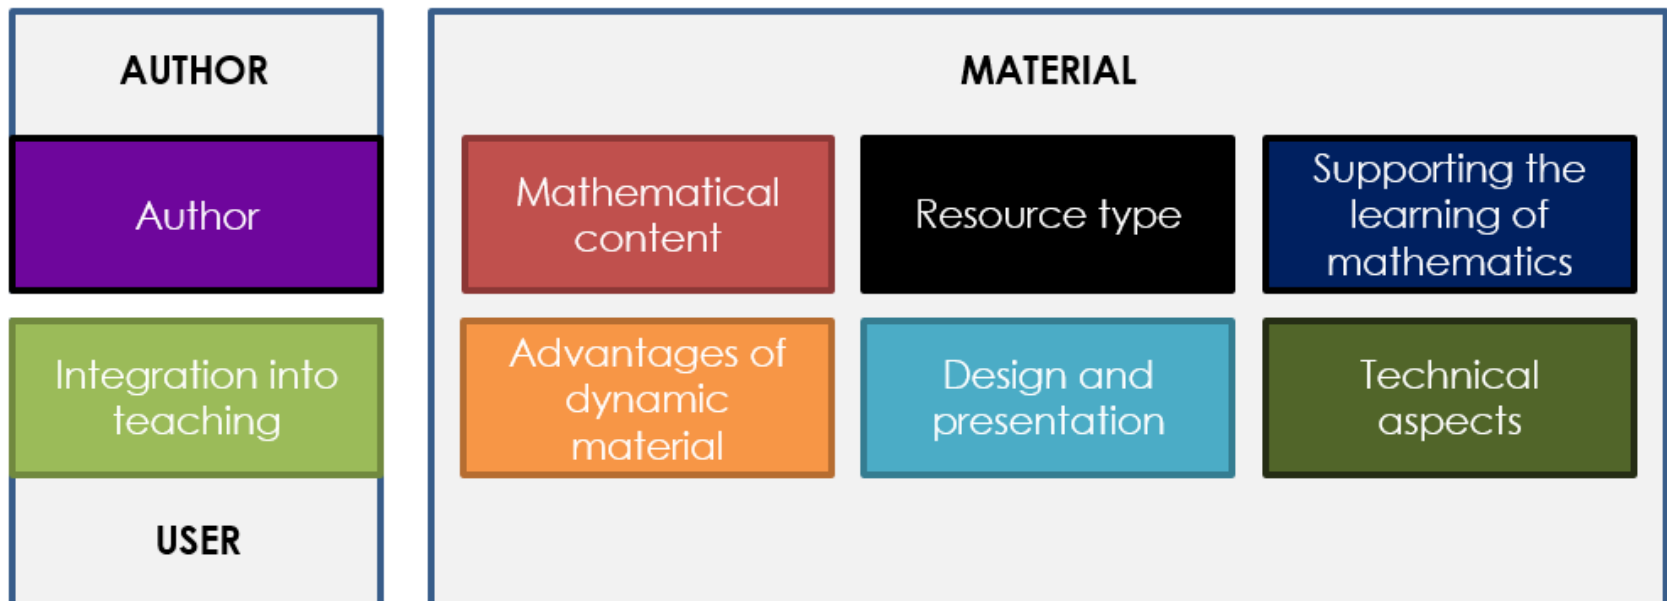 AUTHOR
Author
Integration into
teaching
USER
MATERIAL
Mathematical
content
Resource type
Supporting the
learning of
mathematics
Advantages of
dynamic
material
Design and
presentation
Technical
aspects